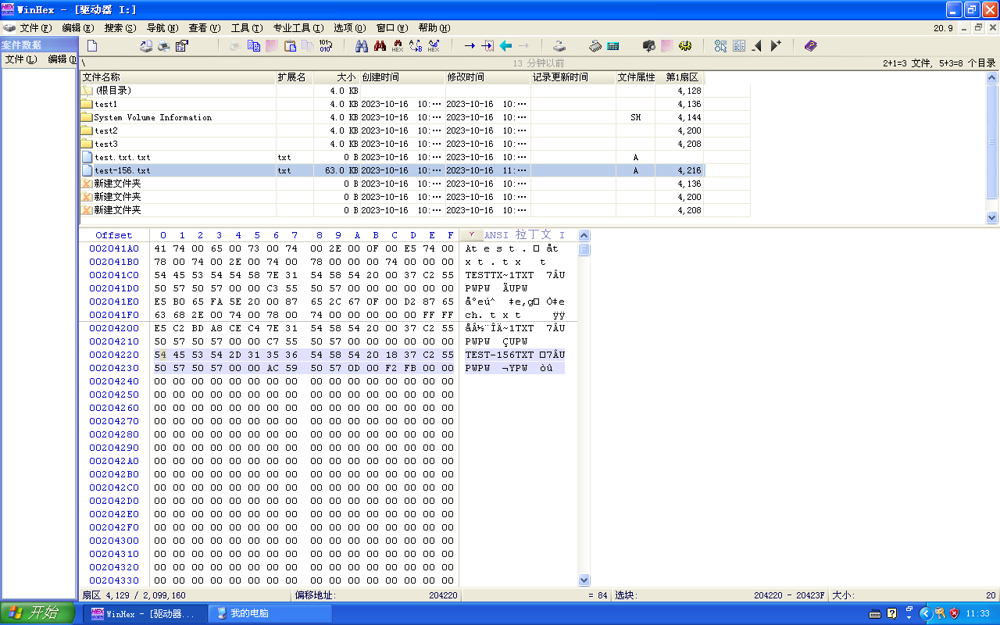 WinHex - [驱动器 I:]
文件(F) 编辑(E) 搜索(S) 导航(N) 查看(V) 工具(T) 专业工具(I) 选项(O) 窗口(W) 帮助(H) 20.9
案件数据
文件(L) 编辑(D
\ 13 分钟以前 2+1=3 文件, 5+3=8 个目录
文件名称 扩展名 大小 创建时间 修改时间 记录更新时间 文件属性 第1扇区
(根目录) 4.0 KB 4,128
test1 4.0 KB 2023-10-16 10:… 2023-10-16 10:… 4,136
System Volume Information 4.0 KB 2023-10-16 10:… 2023-10-16 10:… SH 4,144
test2 4.0 KB 2023-10-16 10:… 2023-10-16 10:… 4,200
test3 4.0 KB 2023-10-16 10:… 2023-10-16 10:… 4,208
test.txt.txt txt 0 B 2023-10-16 10:… 2023-10-16 10:… A
test-156.txt txt 63.0 KB 2023-10-16 10:… 2023-10-16 11:… A 4,216
新建文件夹 0 B 2023-10-16 10:… 2023-10-16 10:… 4,136
新建文件夹 0 B 2023-10-16 10:… 2023-10-16 10:… 4,200
新建文件夹 0 B 2023-10-16 10:… 2023-10-16 10:… 4,208
Offset 0 1 2 3 4 5 6 7 8 9 A B C D E F ANSI 拉丁文 I
002041A0 41 74 00 65 00 73 00 74 00 2E 00 0F 00 E5 74 00 At e s t . □ åt
002041B0 78 00 74 00 2E 00 74 00 78 00 00 00 74 00 00 00 x t . t x t
002041C0 54 45 53 54 54 58 7E 31 54 58 54 20 00 37 C2 55 TESTTX~1TXT 7ÂU
002041D0 50 57 50 57 00 00 C3 55 50 57 00 00 00 00 00 00 PWPW ÃUPW
002041E0 E5 B0 65 FA 5E 20 00 87 65 2C 67 0F 00 D2 87 65 å°eú^ ‡e,g□ Ò‡e
002041F0 63 68 2E 00 74 00 78 00 74 00 00 00 00 00 FF FF ch. t x t ÿÿ
00204200 E5 C2 BD A8 CE C4 7E 31 54 58 54 20 00 37 C2 55 åÂ½¨ÎÄ~1TXT 7ÂU
00204210 50 57 50 57 00 00 C7 55 50 57 00 00 00 00 00 00 PWPW ÇUPW
00204220 54 45 53 54 2D 31 35 36 54 58 54 20 18 37 C2 55 TEST-156TXT □7ÂU
00204230 50 57 50 57 00 00 AC 59 50 57 0D 00 F2 FB 00 00 PWPW ¬YPW òû
00204240 00 00 00 00 00 00 00 00 00 00 00 00 00 00 00 00
00204250 00 00 00 00 00 00 00 00 00 00 00 00 00 00 00 00
00204260 00 00 00 00 00 00 00 00 00 00 00 00 00 00 00 00
00204270 00 00 00 00 00 00 00 00 00 00 00 00 00 00 00 00
00204280 00 00 00 00 00 00 00 00 00 00 00 00 00 00 00 00
00204290 00 00 00 00 00 00 00 00 00 00 00 00 00 00 00 00
002042A0 00 00 00 00 00 00 00 00 00 00 00 00 00 00 00 00
002042B0 00 00 00 00 00 00 00 00 00 00 00 00 00 00 00 00
002042C0 00 00 00 00 00 00 00 00 00 00 00 00 00 00 00 00
002042D0 00 00 00 00 00 00 00 00 00 00 00 00 00 00 00 00
002042E0 00 00 00 00 00 00 00 00 00 00 00 00 00 00 00 00
002042F0 00 00 00 00 00 00 00 00 00 00 00 00 00 00 00 00
00204300 00 00 00 00 00 00 00 00 00 00 00 00 00 00 00 00
00204310 00 00 00 00 00 00 00 00 00 00 00 00 00 00 00 00
00204320 00 00 00 00 00 00 00 00 00 00 00 00 00 00 00 00
00204330 00 00 00 00 00 00 00 00 00 00 00 00 00 00 00 00
扇区 4,129 / 2,099,160 偏移地址: 204220 = 84 选块: 204220 - 20423F 大小: 20
开始 WinHex - [驱动器... 我的电脑 11:33